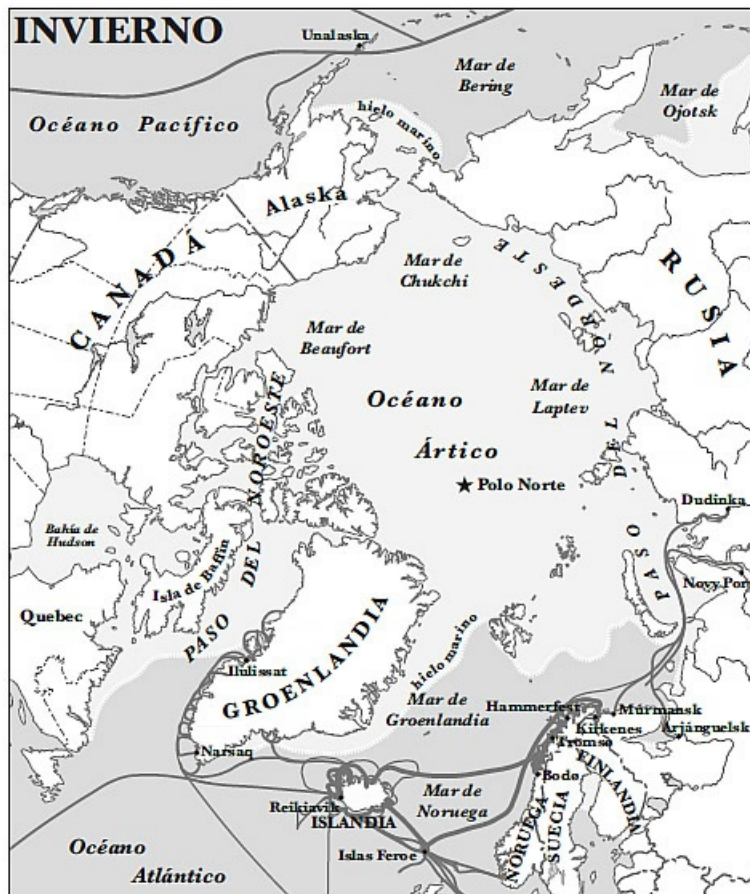 INVIERNO
Unalaska
Mar de
Bering
Mar de
Ojotsk
Océano Pacífico
hielo marino
Alaska
CANADÁ
RUSIA
Mar de
Chukchi
PASO DEL NORDESTE
Mar de
Beaufort
Mar de
Laptev
Océano
Ártico
Polo Norte
PASO DEL NOROESTE
Dudinka
Bahía de
Hudson
Isla de Baffin
Novy Port
Quebec
GROENLANDIA
hielo marino
Ilulissat
Mar de
Groenlandia
Hammerfest
Múrmansk
Kirkenes
Arjánguelsk
Tromsø
Narsaq
Bodø
FINLANDIA
Mar de
Noruega
Reikiavik
ISLANDIA
NORUEGA
SUECIA
Océano
Atlántico
Islas Feroe